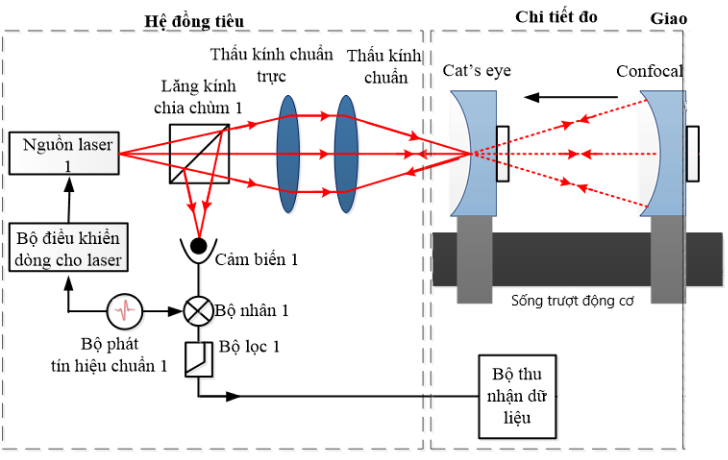 Hệ đồng tiêu
Chi tiết đo
Giao
Thấu kính chuẩn
trực
Thấu kính
chuẩn
Cat's eye
Confocal
Lăng kính
chia chùm 1
Nguồn laser
1
Bộ điều khiển
dòng cho laser
Cảm biến 1
Bộ nhân 1
Bộ phát
tín hiệu chuẩn 1
Bộ lọc 1
Sống trượt động cơ
Bộ thu
nhận dữ
liệu